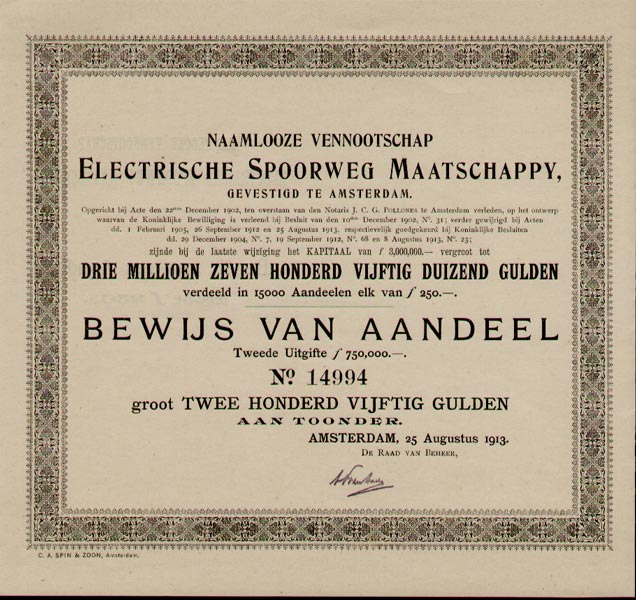 NAAMLOOZE VENNOOTSCHAP
ELECTRISCHE SPOORWEG MAATSCHAPPY,
GEVESTIGD TE AMSTERDAM.
Opgericht bij Acte den 22sten December 1902, ten overstaan van den Notaris J. C. G. POLLONES te Amsterdam verleden, op het ontwerp
waarvan de Koninklijke Bewilliging is verleend bij Besluit van den 10den December 1902, No. 31; verder gewijzigd bij Acten
dd. 1 Februari 1905, 26 September 1912 en 25 Augustus 1913, respectievelijk goedgekeurd bij Koninklijke Besluiten
dd. 29 December 1904, No. 7, 19 September 1912, No. 68 en 8 Augustus 1913, No. 23;
zijnde bij de laatste wijziging het KAPITAAL van ƒ 3,000,000.— vergroot tot
DRIE MILLIOEN ZEVEN HONDERD VIJFTIG DUIZEND GULDEN
verdeeld in 15000 Aandeelen elk van ƒ 250.—.
BEWIJS VAN AANDEEL
Tweede Uitgifte ƒ 750,000.—.
No. 14994
groot TWEE HONDERD VIJFTIG GULDEN
AAN TOONDER.
AMSTERDAM, 25 Augustus 1913.
DE RAAD VAN BEHEER,
C. A. SPIN & ZOON, Amsterdam.